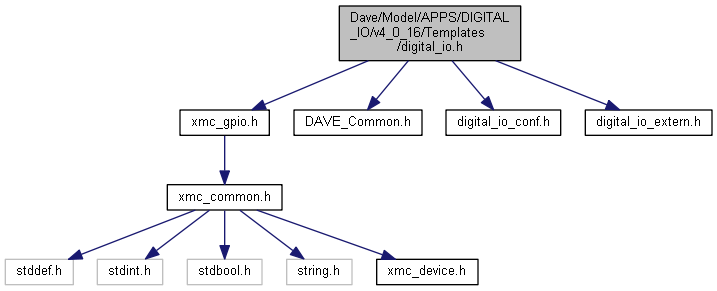 Dave/Model/APPS/DIGITAL
_IO/v4_0_16/Templates
/digital_io.h
xmc_gpio.h
DAVE_Common.h
digital_io_conf.h
digital_io_extern.h
xmc_common.h
stddef.h
stdint.h
stdbool.h
string.h
xmc_device.h